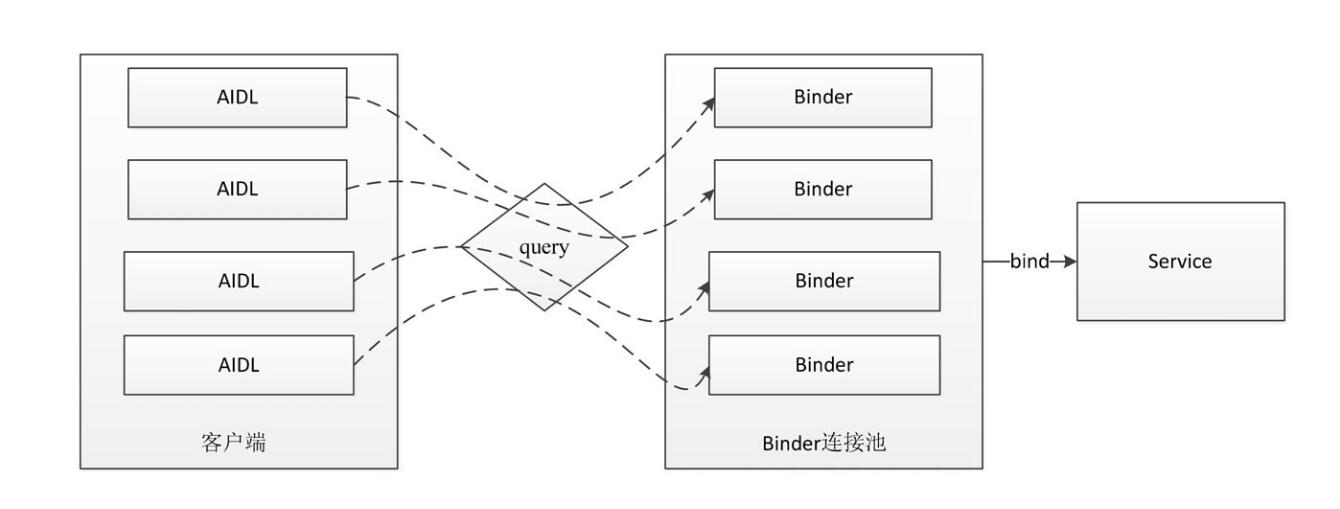 AIDL
AIDL
AIDL
AIDL
客户端
query
Binder
Binder
Binder
Binder
Binder连接池
bind
Service